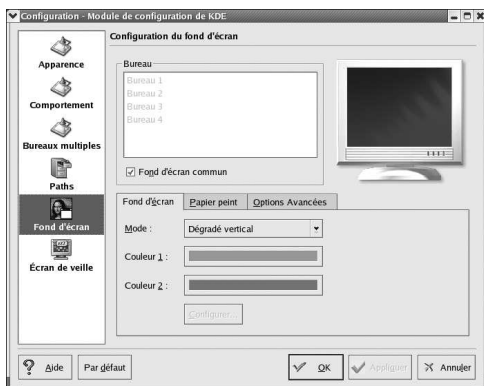 Configuration - Module de configuration de KDE
Configuration du fond d'écran
Apparence
Comportement
Bureaux multiples
Paths
Fond d'écran
Écran de veille
Bureau
Bureau 1
Bureau 2
Bureau 3
Bureau 4
Fond d'écran commun
Fond d'écran Papier peint Options Avancées
Mode : Dégradé vertical
Couleur 1 :
Couleur 2 :
Configurer...
Aide Par défaut OK Appliquer Annuler